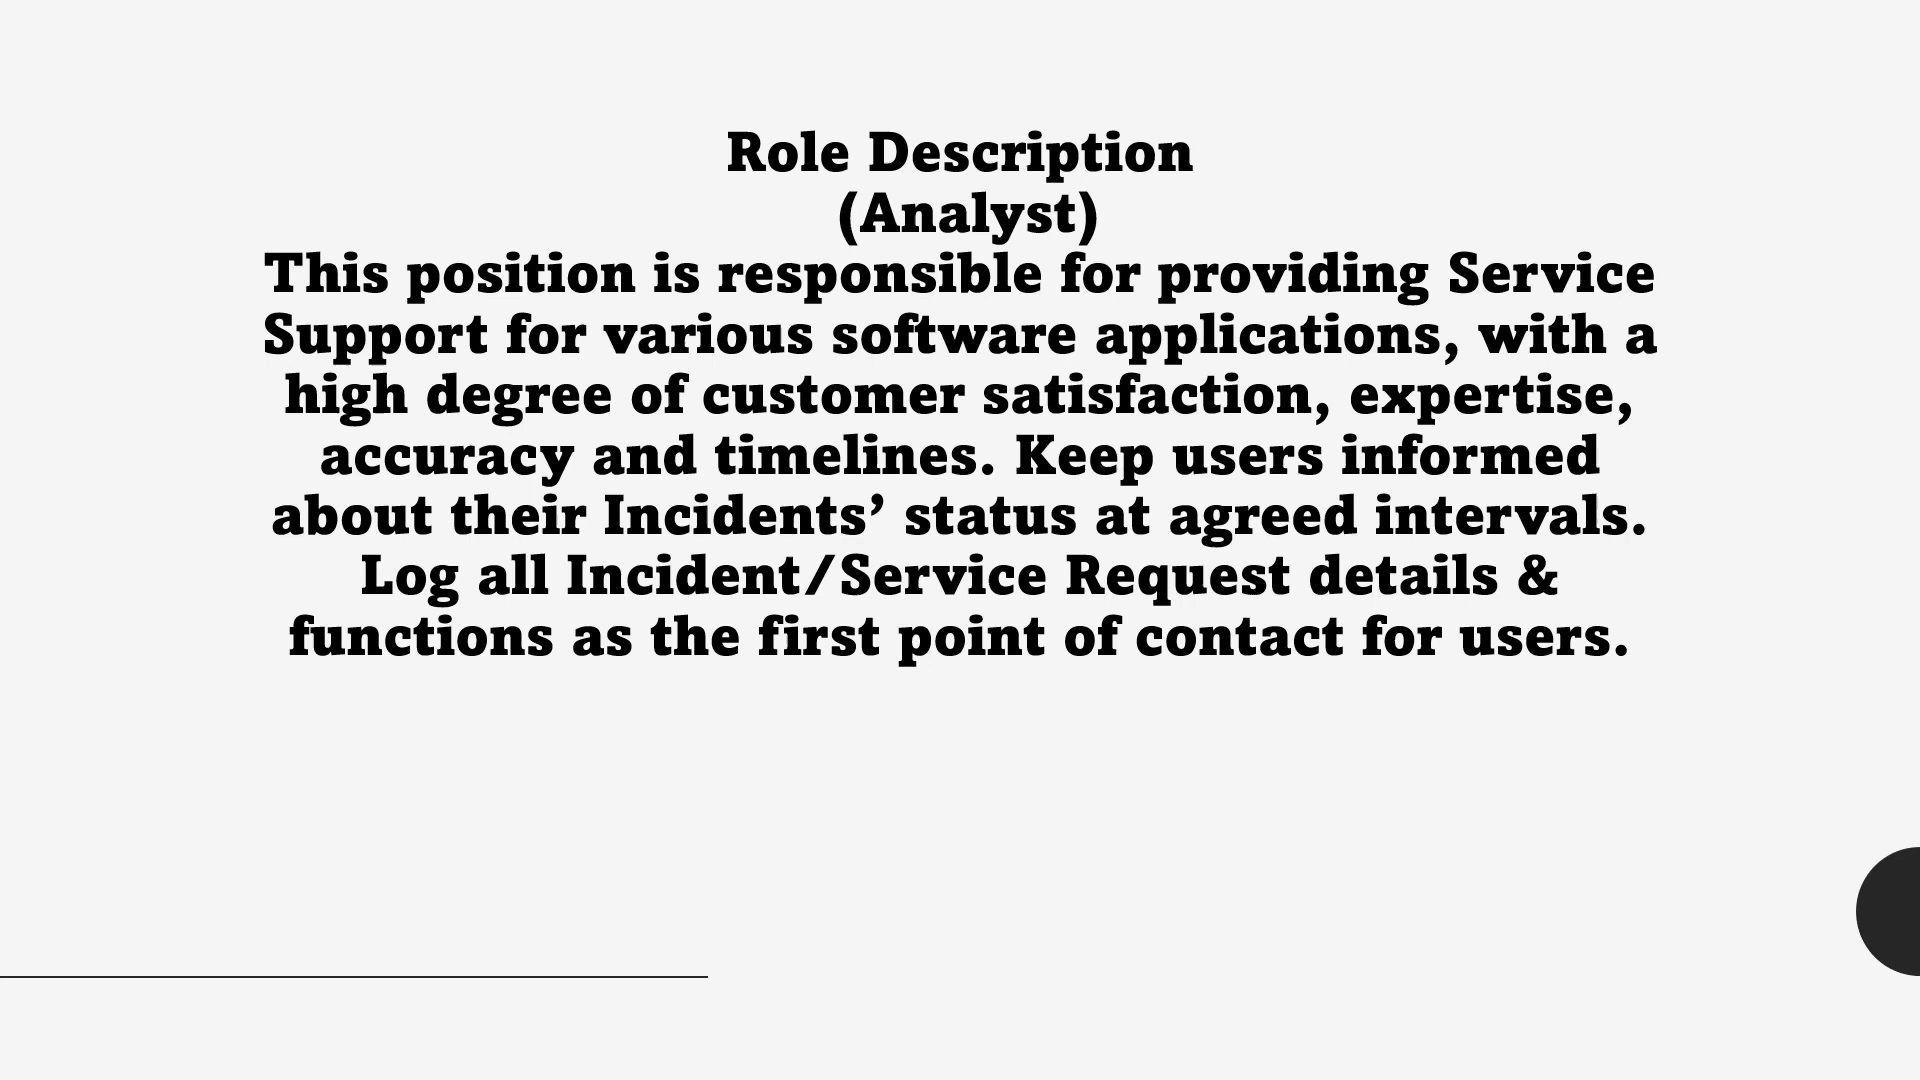 Role Description
(Analyst)
This position is responsible for providing Service
Support for various software applications, with a
high degree of customer satisfaction, expertise,
accuracy and timelines. Keep users informed
about their Incidents’ status at agreed intervals.
Log all Incident/Service Request details &
functions as the first point of contact for users.